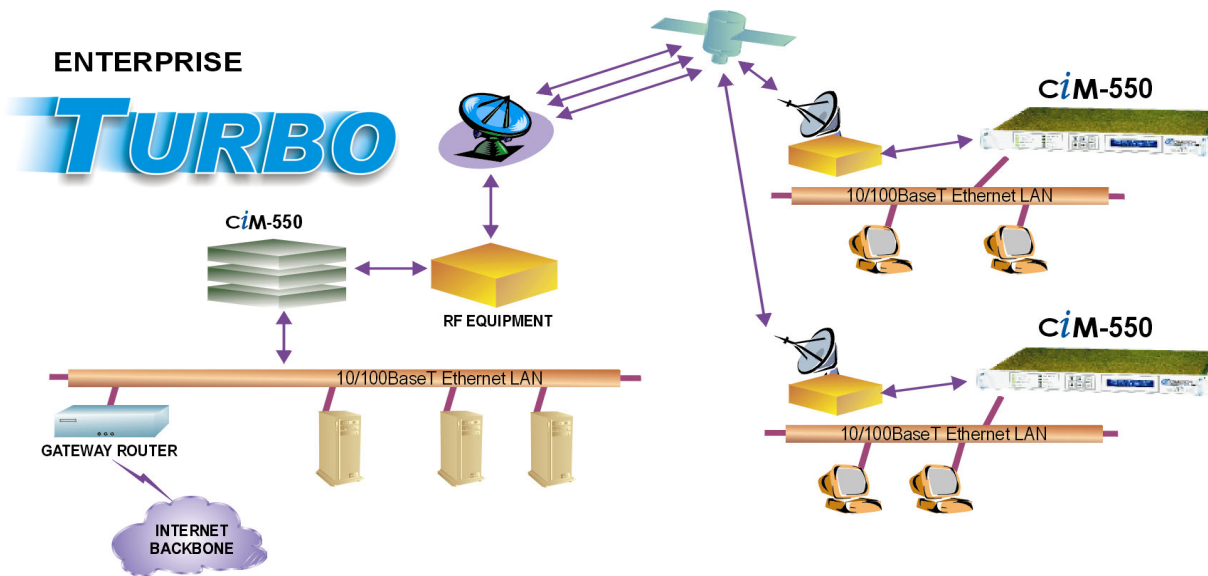 ENTERPRISE
TURBO
CiM-550
RF EQUIPMENT
10/100BaseT Ethernet LAN
GATEWAY ROUTER
INTERNET
BACKBONE
CiM-550
10/100BaseT Ethernet LAN
CiM-550
10/100BaseT Ethernet LAN